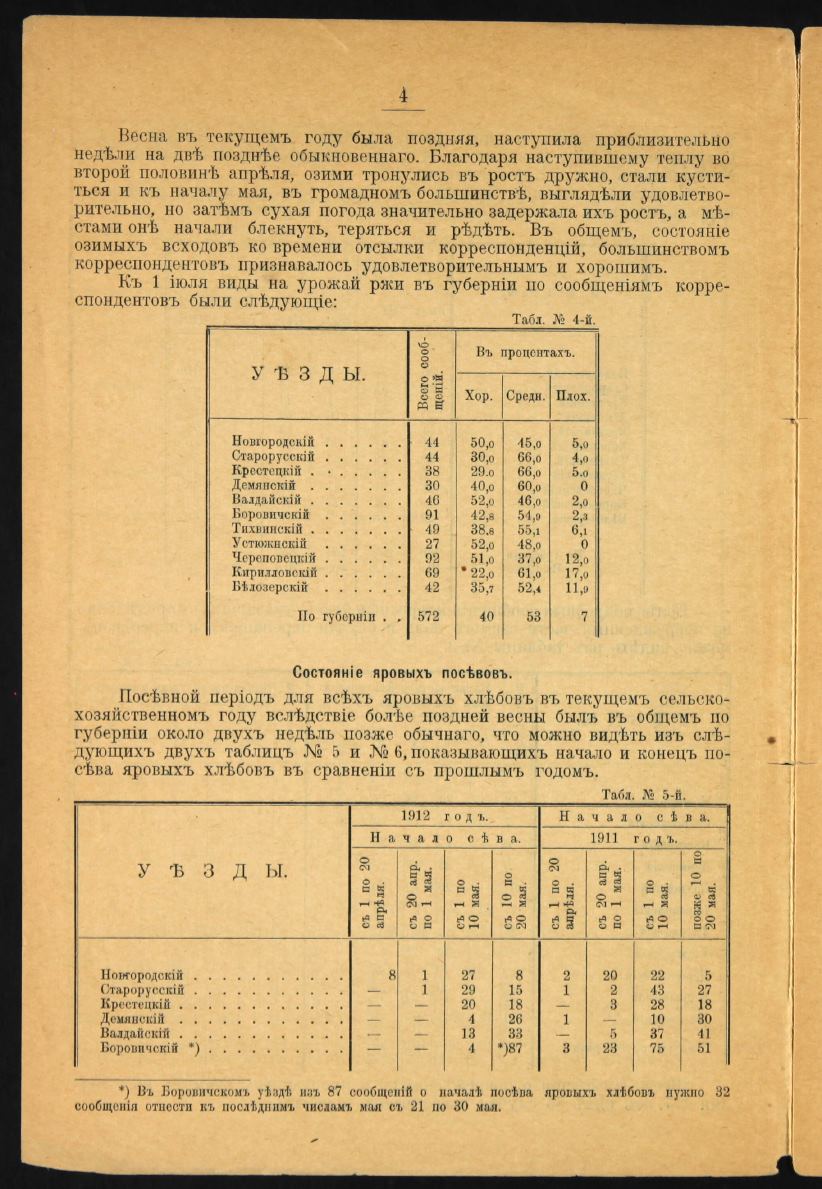 4
Весна въ текущемъ году была поздняя, наступила приблизительно
недѣли на двѣ позднѣе обыкновеннаго. Благодаря наступившему теплу во
второй половинѣ апрѣля, озими тронулись въ ростъ дружно, стали кусти-
ться и къ началу мая, въ громадномъ большинствѣ, выглядѣли удовлетво-
рительно, но затѣмъ сухая погода значительно задержала ихъ ростъ, а мѣ-
стами онѣ начали блекнуть, теряться и рѣдѣть. Въ общемъ, состояніе
озимыхъ всходовъ ко времени отсылки корреспонденцій, большинствомъ
корреспондентовъ признавалось удовлетворительнымъ и хорошимъ.
Къ 1 іюля виды на урожай ржи въ губерніи по сообщеніямъ корре-
спондентовъ были слѣдующіе:
Табл. № 4-й.
УѢЗДЫ. Всего сооб-щеній. Въ процентахъ.
Хор. Средн. Плох.
Новгородскій . . . . . . 44 50,0 45,0 5,0
Старорусскій . . . . . . 44 30,0 66,0 4,0
Крестецкій . . . . . . . 38 29.0 66,0 5.0
Демянскій . . . . . . . 30 40,0 60,0 0
Валдайскій . . . . . . . 46 52,0 46,0 2,0
Боровичскій . . . . . . 91 42,8 54,9 2,3
Тихвинскій . . . . . . . 49 38.8 55,1 6,1
Устюжнскій . . . . . . 27 52,0 48,0 0
Череповецкій . . . . . . 92 51,0 37,0 12,0
Кирилловскій . . . . . . 69 22,0 61,0 17,0
Бѣлозерскій . . . . . . 42 35,7 52,4 11,9
По губерніи . . 572 40 53 7
Состояніе яровыхъ посѣвовъ.
Посѣвной періодъ для всѣхъ яровыхъ хлѣбовъ въ текущемъ сельско-
хозяйственномъ году вслѣдствіе болѣе поздней весны былъ въ общемъ по
губерніи около двухъ недѣль позже обычнаго, что можно видѣть изъ слѣ-
дующихъ двухъ таблицъ № 5 и № 6, показывающихъ начало и конецъ по-
сѣва яровыхъ хлѣбовъ въ сравненіи съ прошлымъ годомъ.
Табл. № 5-й.
УѢЗДЫ. 1912 годъ. Начало сѣва.
Начало сѣва. 1911 годъ.
съ 1 по 20 апрѣля. съ 20 апр. по 1 мая. съ 1 по 10 мая. съ 10 по 20 мая. съ 1 по 20 апрѣля. съ 20 апр. по 1 мая. съ 1 по 10 мая. позже 10 по 20 мая.
Новгородскій . . . . . . . . . . . 8 1 27 8 2 20 22 5
Старорусскій . . . . . . . . . . . — 1 29 15 1 2 43 27
Крестецкій . . . . . . . . . . . . — — 20 18 — 3 28 18
Демянскій . . . . . . . . . . . . . — — 4 26 1 — 10 30
Валдайскій . . . . . . . . . . . . — — 13 33 — 5 37 41
Боровичскій *) . . . . . . . . . . — — 4 *)87 3 23 75 51
*) Въ Боровичскомъ уѣздѣ изъ 87 сообщеній о началѣ посѣва яровыхъ хлѣбовъ нужно 32
сообщенія отнести къ послѣднимъ числамъ мая съ 21 по 30 мая.